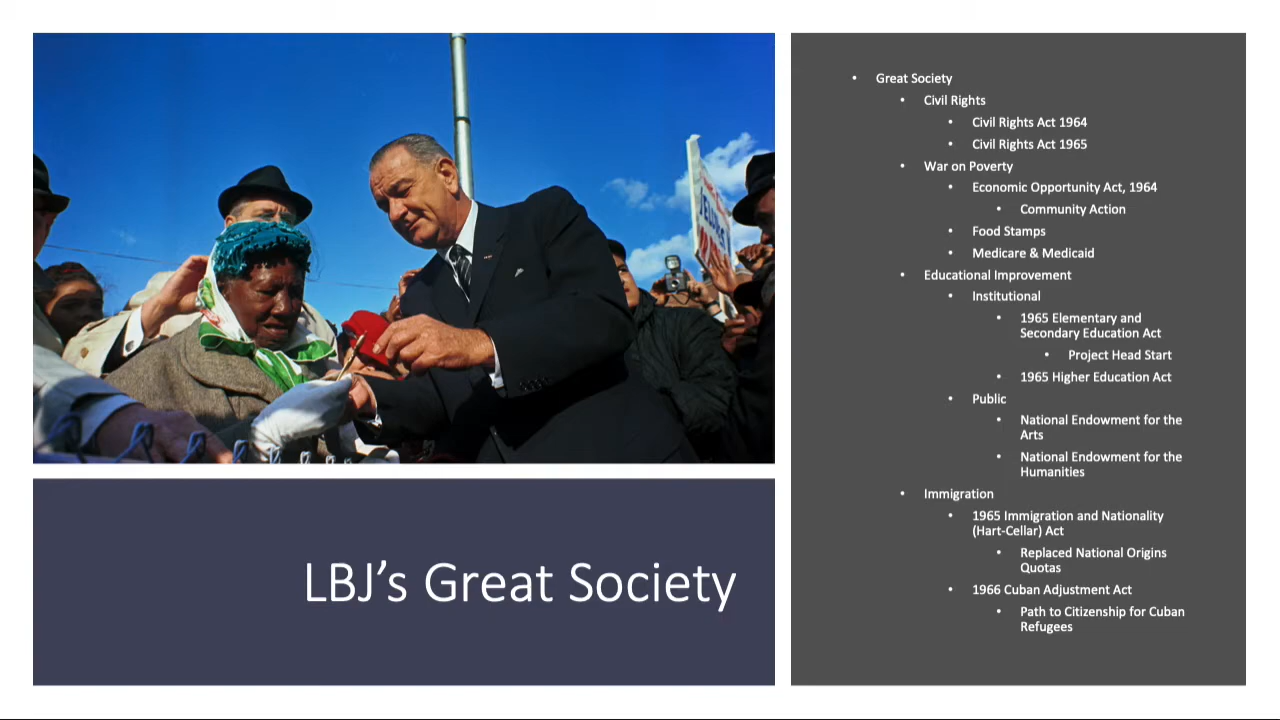 LBJ's Great Society
• Great Society
• Civil Rights
• Civil Rights Act 1964
• Civil Rights Act 1965
• War on Poverty
• Economic Opportunity Act, 1964
• Community Action
• Food Stamps
• Medicare & Medicaid
• Educational Improvement
• Institutional
• 1965 Elementary and
Secondary Education Act
• Project Head Start
• 1965 Higher Education Act
• Public
• National Endowment for the
Arts
• National Endowment for the
Humanities
• Immigration
• 1965 Immigration and Nationality
(Hart-Cellar) Act
• Replaced National Origins
Quotas
• 1966 Cuban Adjustment Act
• Path to Citizenship for Cuban
Refugees